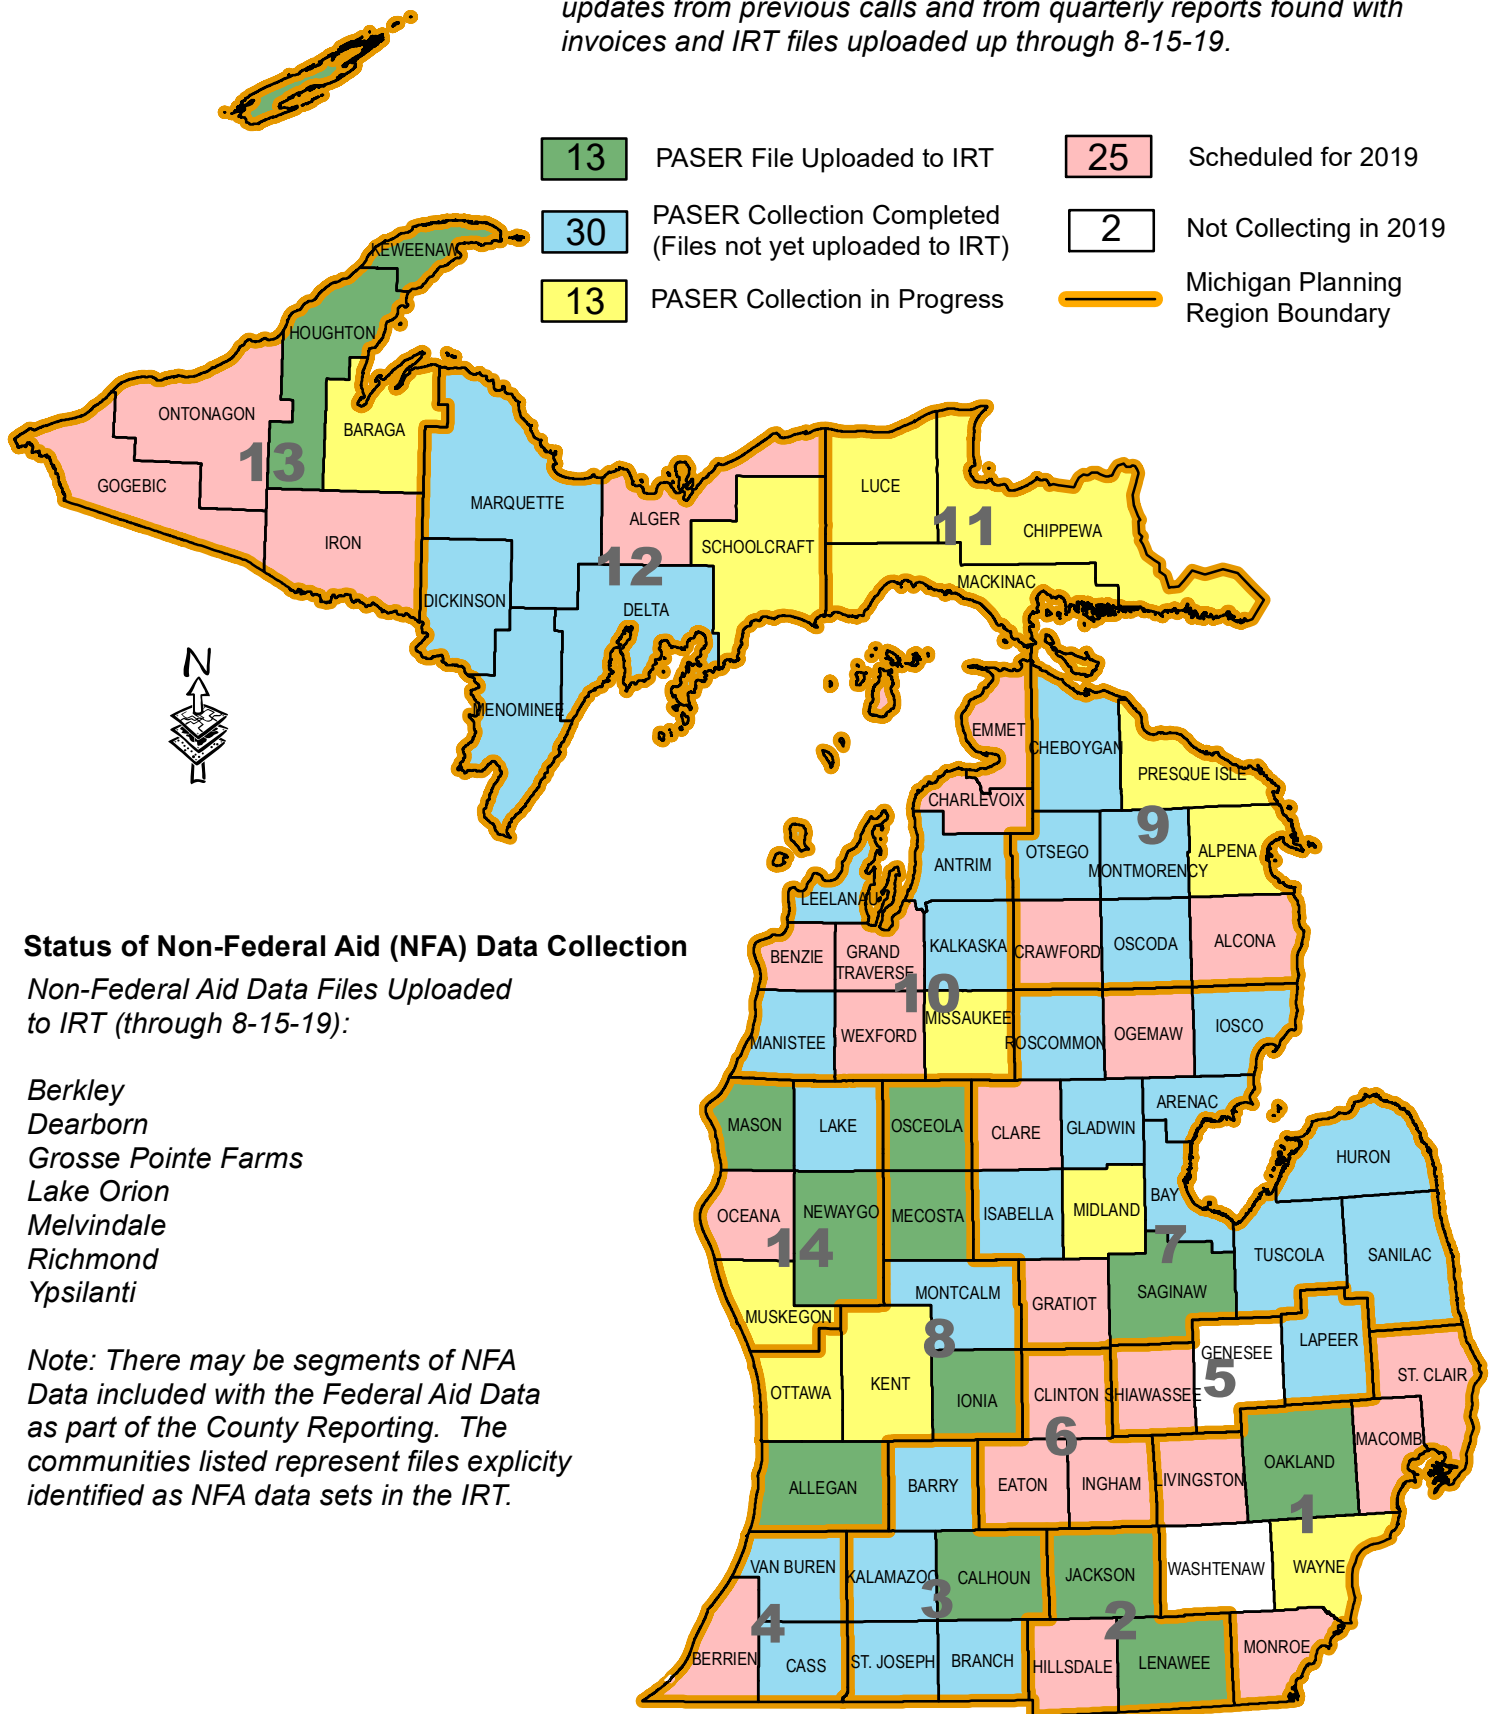 updates from previous calls and from quarterly reports found with
invoices and IRT files uploaded up through 8-15-19.
13 PASER File Uploaded to IRT
25 Scheduled for 2019
30 PASER Collection Completed
(Files not yet uploaded to IRT)
2 Not Collecting in 2019
13 PASER Collection in Progress
Michigan Planning
Region Boundary
KEWEENAW
HOUGHTON
ONTONAGON
BARAGA
13
GOGEBIC
IRON
MARQUETTE
ALGER
SCHOOLCRAFT
12
DICKINSON
DELTA
MENOMINEE
LUCE
11
CHIPPEWA
MACKINAC
N
EMMET
CHEBOYGAN
PRESQUE ISLE
CHARLEVOIX
9
ANTRIM
OTSEGO
MONTMORENCY
ALPENA
LEELANAU
BENZIE
GRAND
TRAVERSE
KALKASKA
CRAWFORD
OSCODA
ALCONA
10
MANISTEE
WEXFORD
MISSAUKEE
ROSCOMMON
OGEMAW
IOSCO
Status of Non-Federal Aid (NFA) Data Collection
Non-Federal Aid Data Files Uploaded
to IRT (through 8-15-19):
Berkley
Dearborn
Grosse Pointe Farms
Lake Orion
Melvindale
Richmond
Ypsilanti
Note: There may be segments of NFA
Data included with the Federal Aid Data
as part of the County Reporting. The
communities listed represent files explicity
identified as NFA data sets in the IRT.
MASON
LAKE
OSCEOLA
CLARE
GLADWIN
ARENAC
HURON
OCEANA
NEWAYGO
MECOSTA
ISABELLA
MIDLAND
BAY
14
7
TUSCOLA
SANILAC
MUSKEGON
MONTCALM
GRATIOT
SAGINAW
8
OTTAWA
KENT
IONIA
CLINTON
SHIAWASSEE
GENESEE
5
LAPEER
ST. CLAIR
6
ALLEGAN
BARRY
EATON
INGHAM
LIVINGSTON
OAKLAND
MACOMB
1
VAN BUREN
KALAMAZOO
CALHOUN
JACKSON
WASHTENAW
WAYNE
4
3
2
BERRIEN
CASS
ST. JOSEPH
BRANCH
HILLSDALE
LENAWEE
MONROE